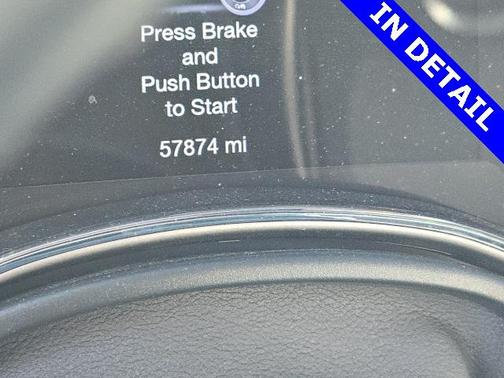 Press Brake
and
Push Button
to Start
57874 mi
IN DETAIL